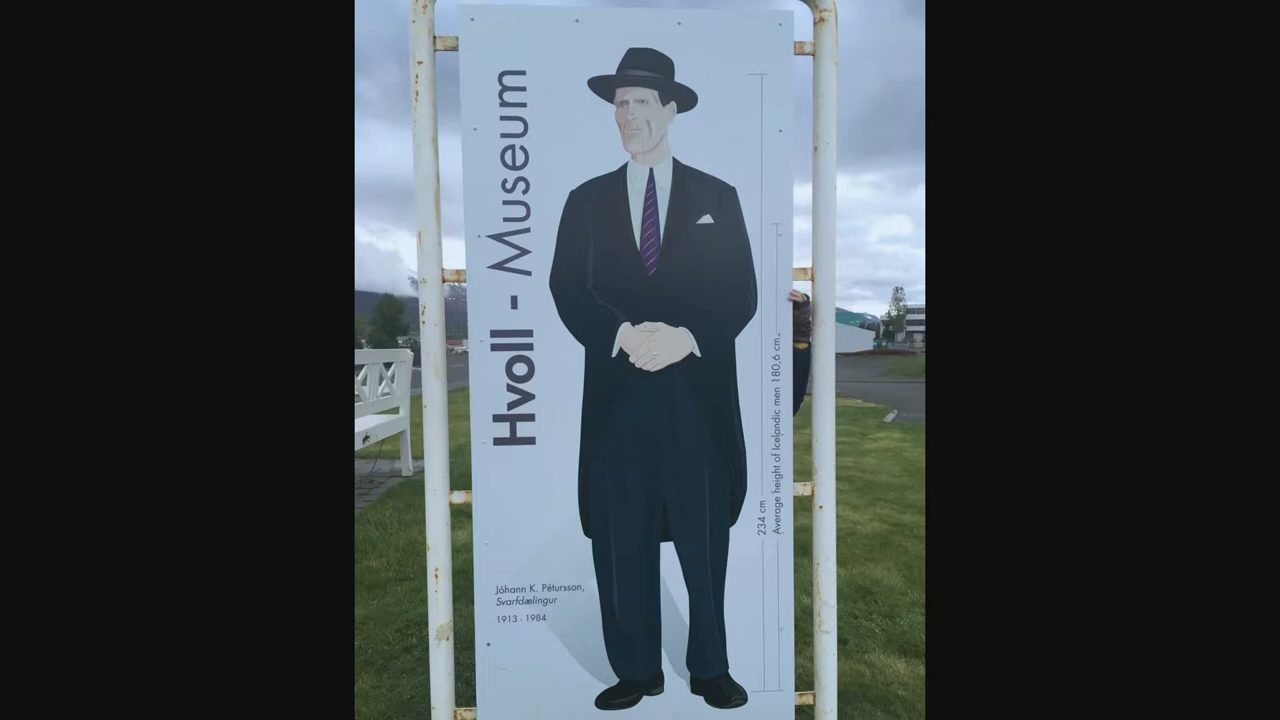 Hvoll - Museum
Jóhann K. Pétursson,
Svarfdælingur
1913 - 1984
234 cm
Average height of Icelandic men 180,6 cm